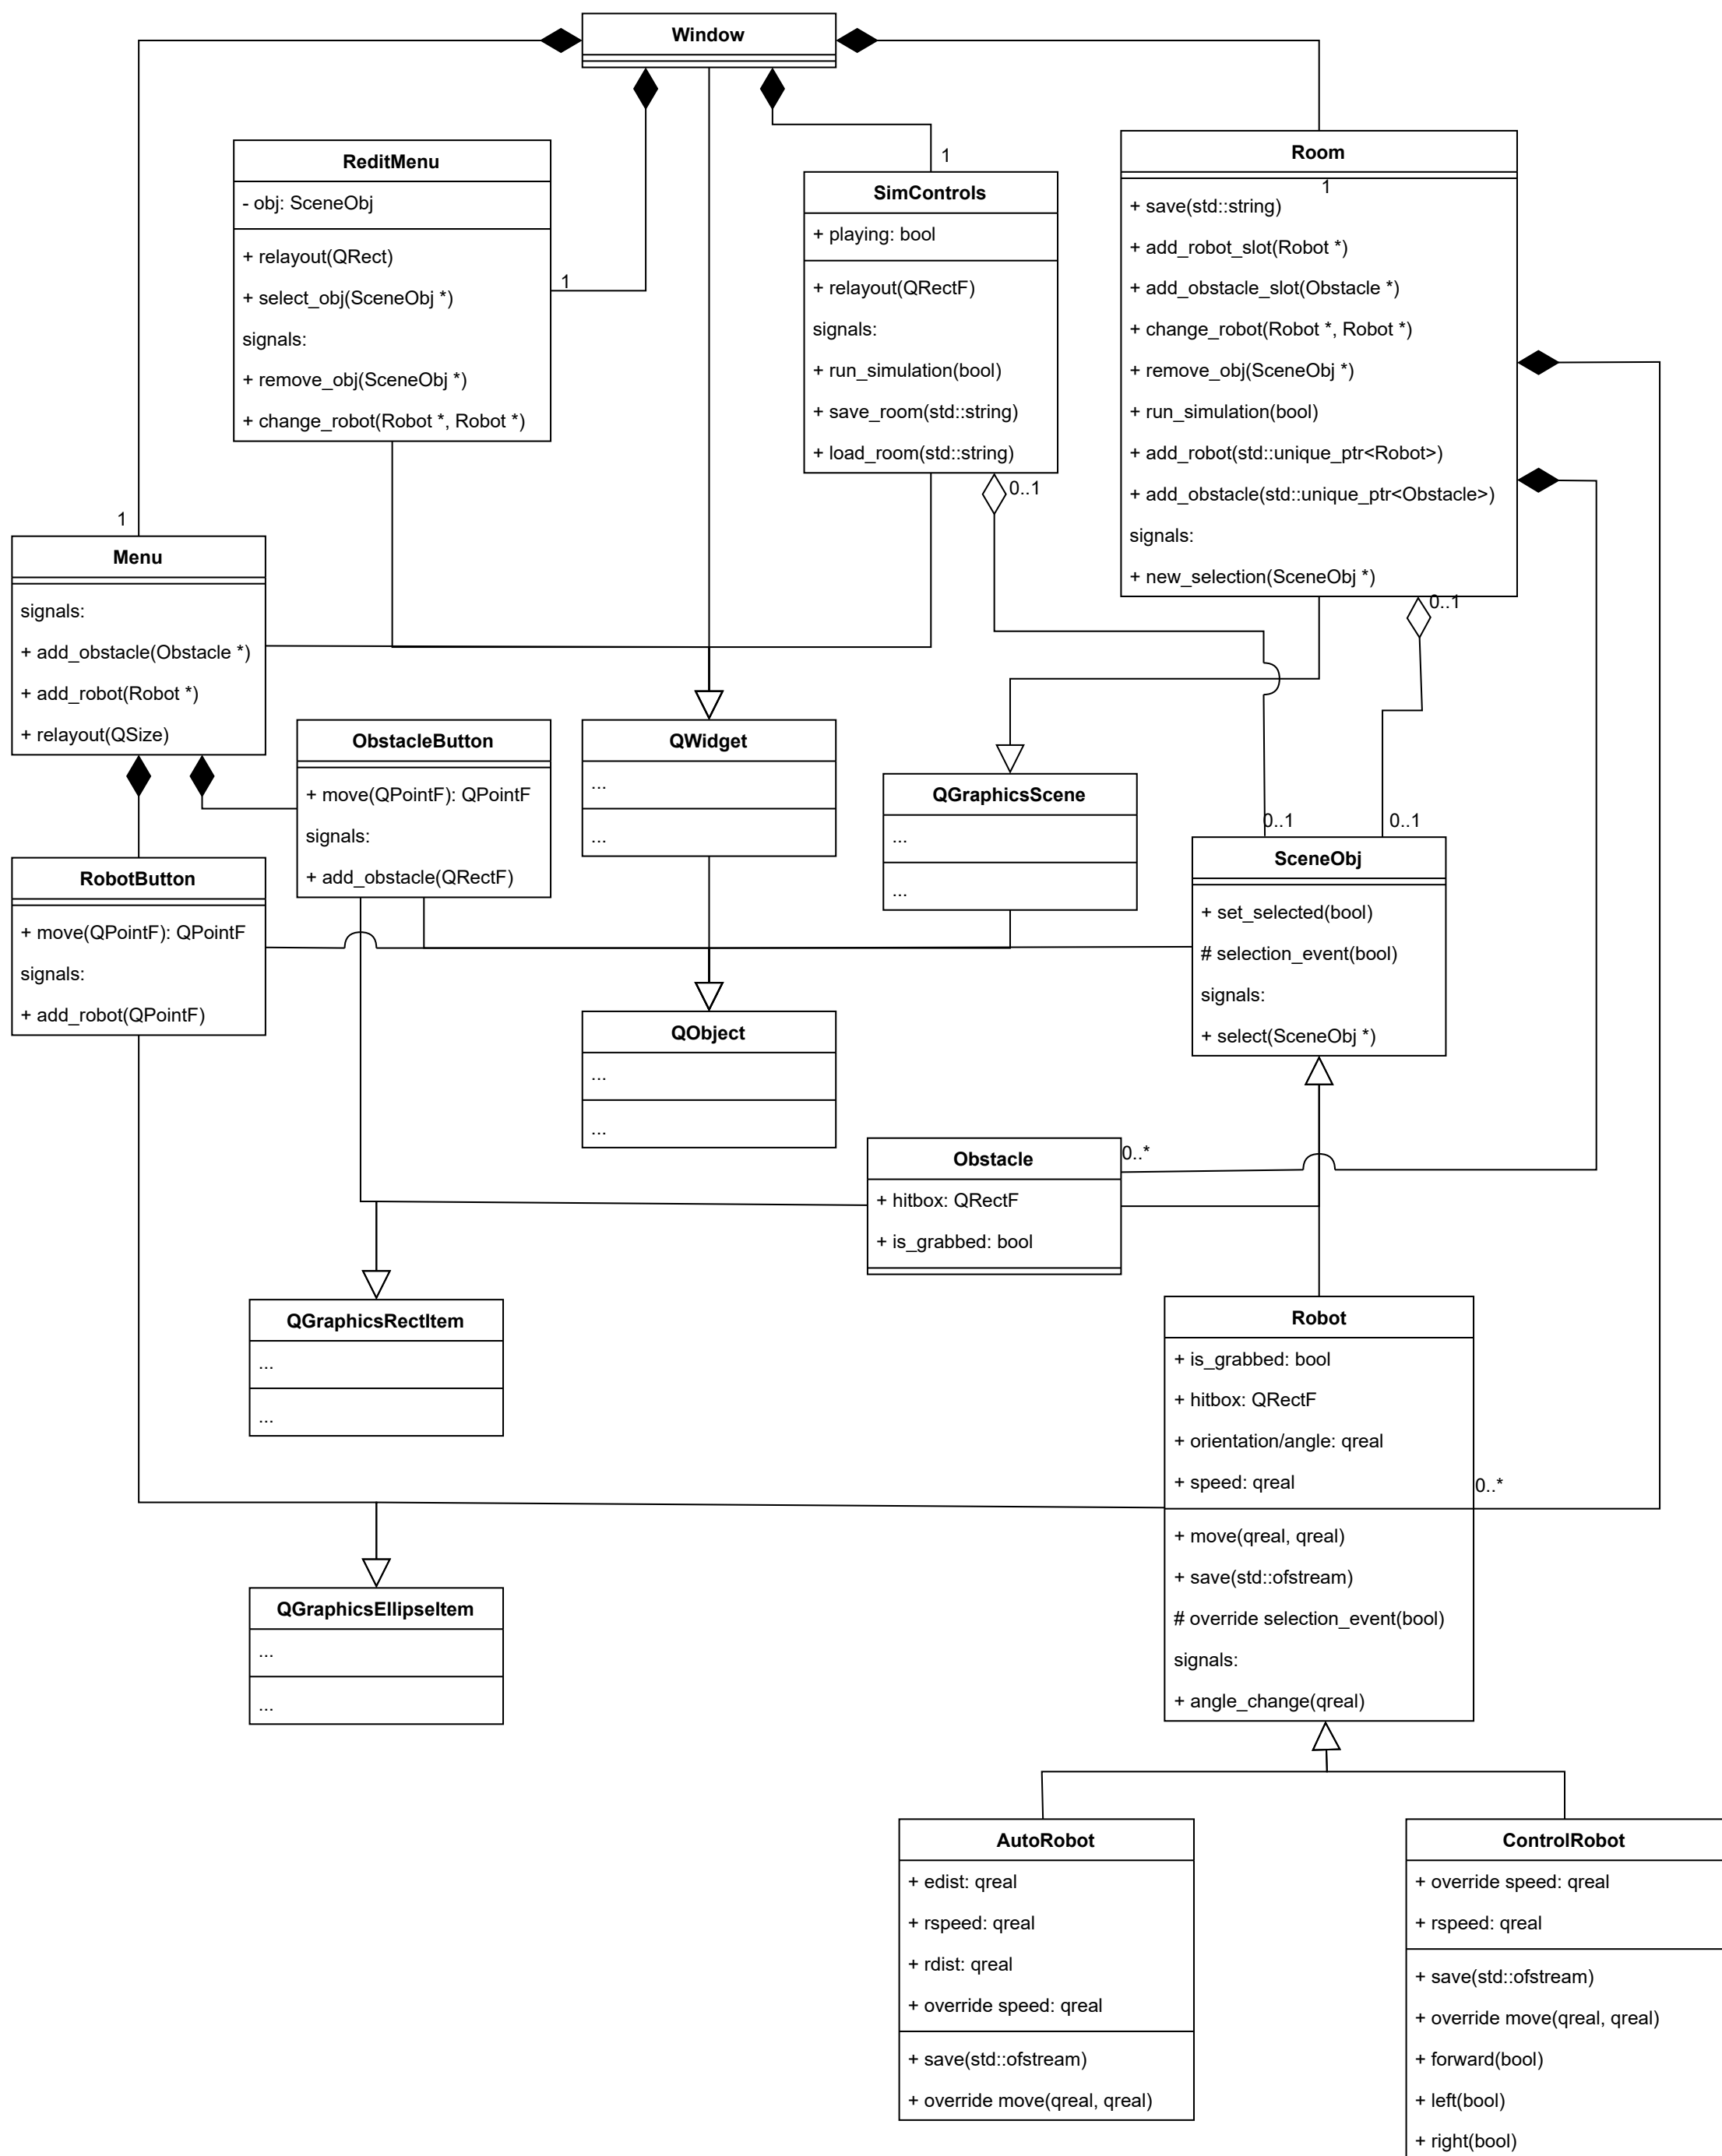 Window
ReditMenu
- obj: SceneObj
+ relayout(QRect)
+ select_obj(SceneObj *)
signals:
+ remove_obj(SceneObj *)
+ change_robot(Robot *, Robot *)
1
1
SimControls
+ playing: bool
+ relayout(QRectF)
signals:
+ run_simulation(bool)
+ save_room(std::string)
+ load_room(std::string)
0..1
Room
1
+ save(std::string)
+ add_robot_slot(Robot *)
+ add_obstacle_slot(Obstacle *)
+ change_robot(Robot *, Robot *)
+ remove_obj(SceneObj *)
+ run_simulation(bool)
+ add_robot(std::unique_ptr<Robot>)
+ add_obstacle(std::unique_ptr<Obstacle>)
signals:
+ new_selection(SceneObj *)
0..1
1
Menu
signals:
+ add_obstacle(Obstacle *)
+ add_robot(Robot *)
+ relayout(QSize)
ObstacleButton
+ move(QPointF): QPointF
signals:
+ add_obstacle(QRectF)
QWidget
...
...
QGraphicsScene
...
...
0..1
0..1
SceneObj
+ set_selected(bool)
# selection_event(bool)
signals:
+ select(SceneObj *)
RobotButton
+ move(QPointF): QPointF
signals:
+ add_robot(QPointF)
QObject
...
...
Obstacle
+ hitbox: QRectF
+ is_grabbed: bool
0..*
QGraphicsRectItem
...
...
Robot
+ is_grabbed: bool
+ hitbox: QRectF
+ orientation/angle: qreal
+ speed: qreal
+ move(qreal, qreal)
+ save(std::ofstream)
# override selection_event(bool)
signals:
+ angle_change(qreal)
0..*
QGraphicsEllipseItem
...
...
AutoRobot
+ edist: qreal
+ rspeed: qreal
+ rdist: qreal
+ override speed: qreal
+ save(std::ofstream)
+ override move(qreal, qreal)
ControlRobot
+ override speed: qreal
+ rspeed: qreal
+ save(std::ofstream)
+ override move(qreal, qreal)
+ forward(bool)
+ left(bool)
+ right(bool)